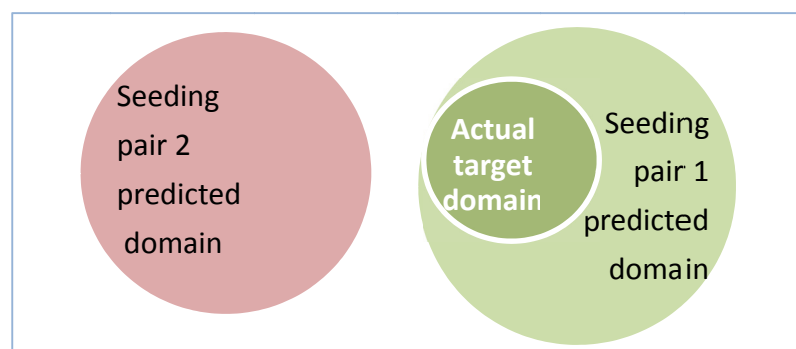 Seeding
pair 2
predicted
domain
Actual
target
domain
Seeding
pair 1
predicted
domain